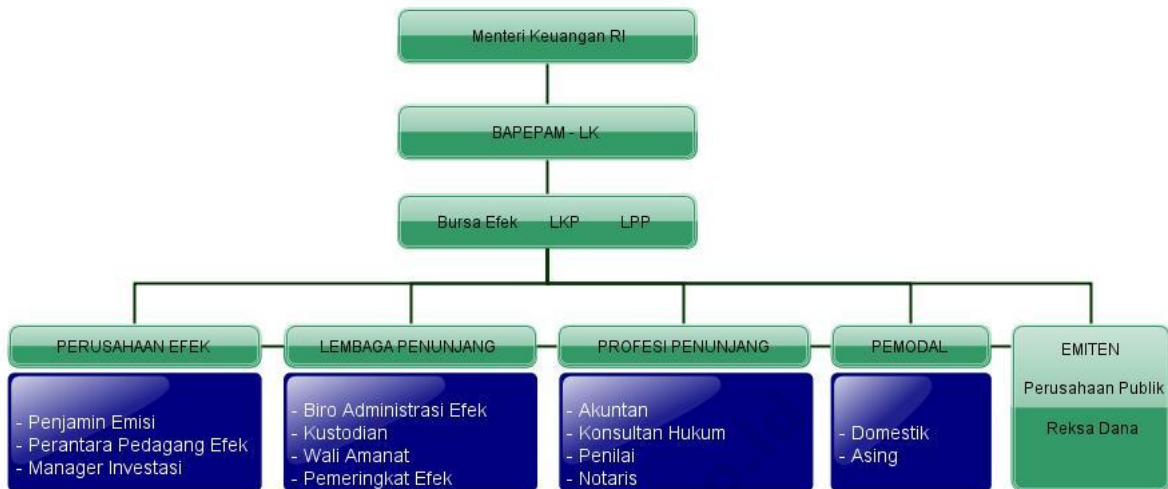 Menteri Keuangan RI
BAPEPAM - LK
Bursa Efek LKP LPP
PERUSAHAAN EFEK
- Penjamin Emisi
- Perantara Pedagang Efek
- Manager Investasi
LEMBAGA PENUNJANG
- Biro Administrasi Efek
- Kustodian
- Wali Amanat
- Pemeringkat Efek
PROFESI PENUNJANG
- Akuntan
- Konsultan Hukum
- Penilai
- Notaris
PEMODAL
- Domestik
- Asing
EMITEN
Perusahaan Publik
Reksa Dana